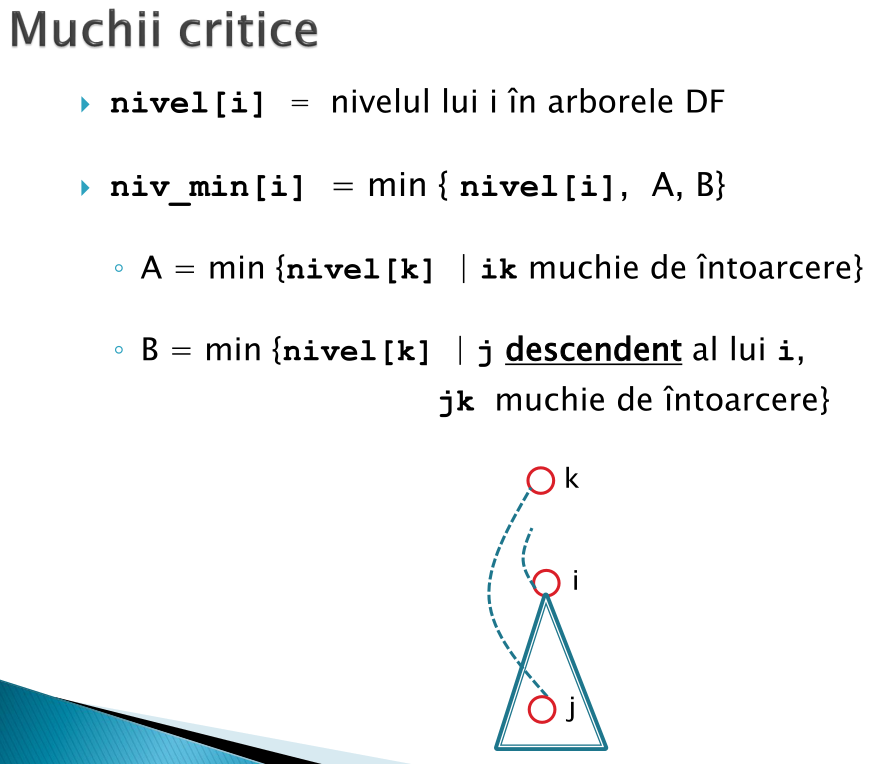 Muchii critice
nivel[i] = nivelul lui i în arborele DF
niv_min[i] = min { nivel[i], A, B}
A = min {nivel[k] | ik muchie de întoarcere}
B = min {nivel[k] | j descendent al lui i,
jk muchie de întoarcere}
k
i
j